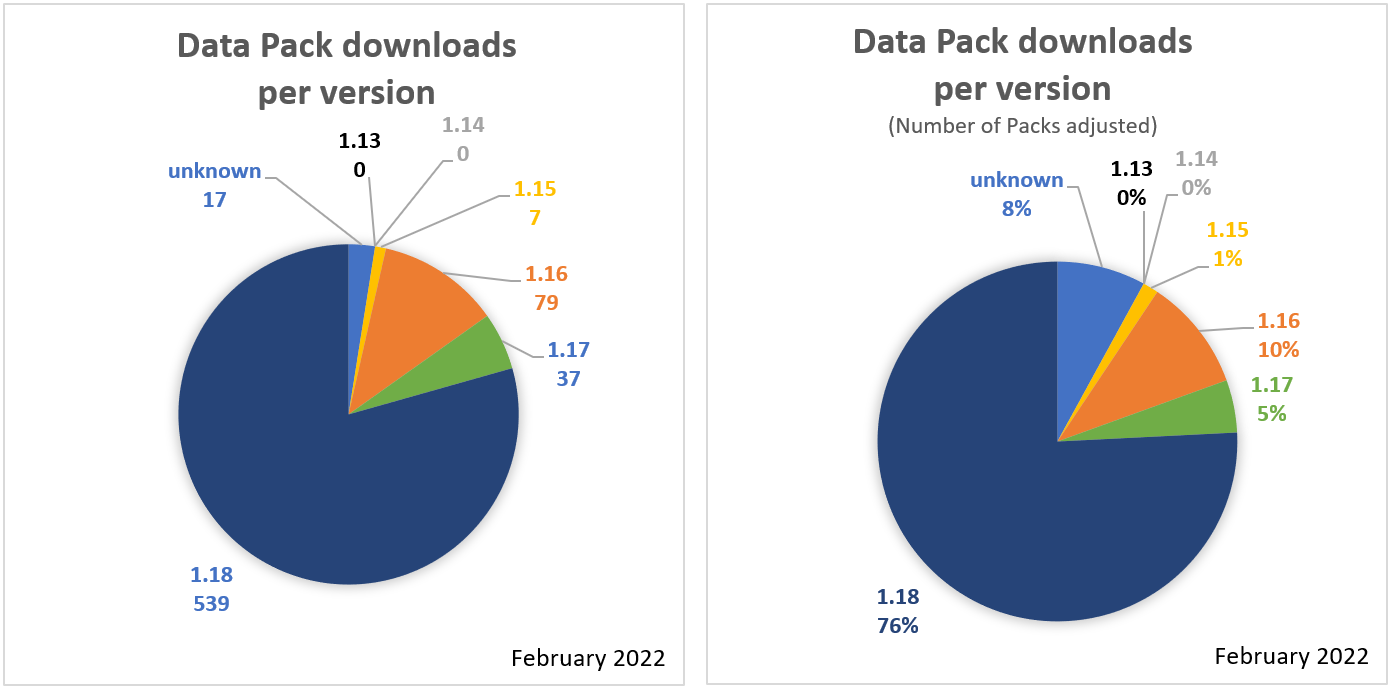 Data Pack downloads
per version
1.13
0
1.14
0
unknown
17
1.15
7
1.16
79
1.17
37
1.18
539
February 2022
Data Pack downloads
per version
(Number of Packs adjusted)
1.13
0%
1.14
0%
unknown
8%
1.15
1%
1.16
10%
1.17
5%
1.18
76%
February 2022